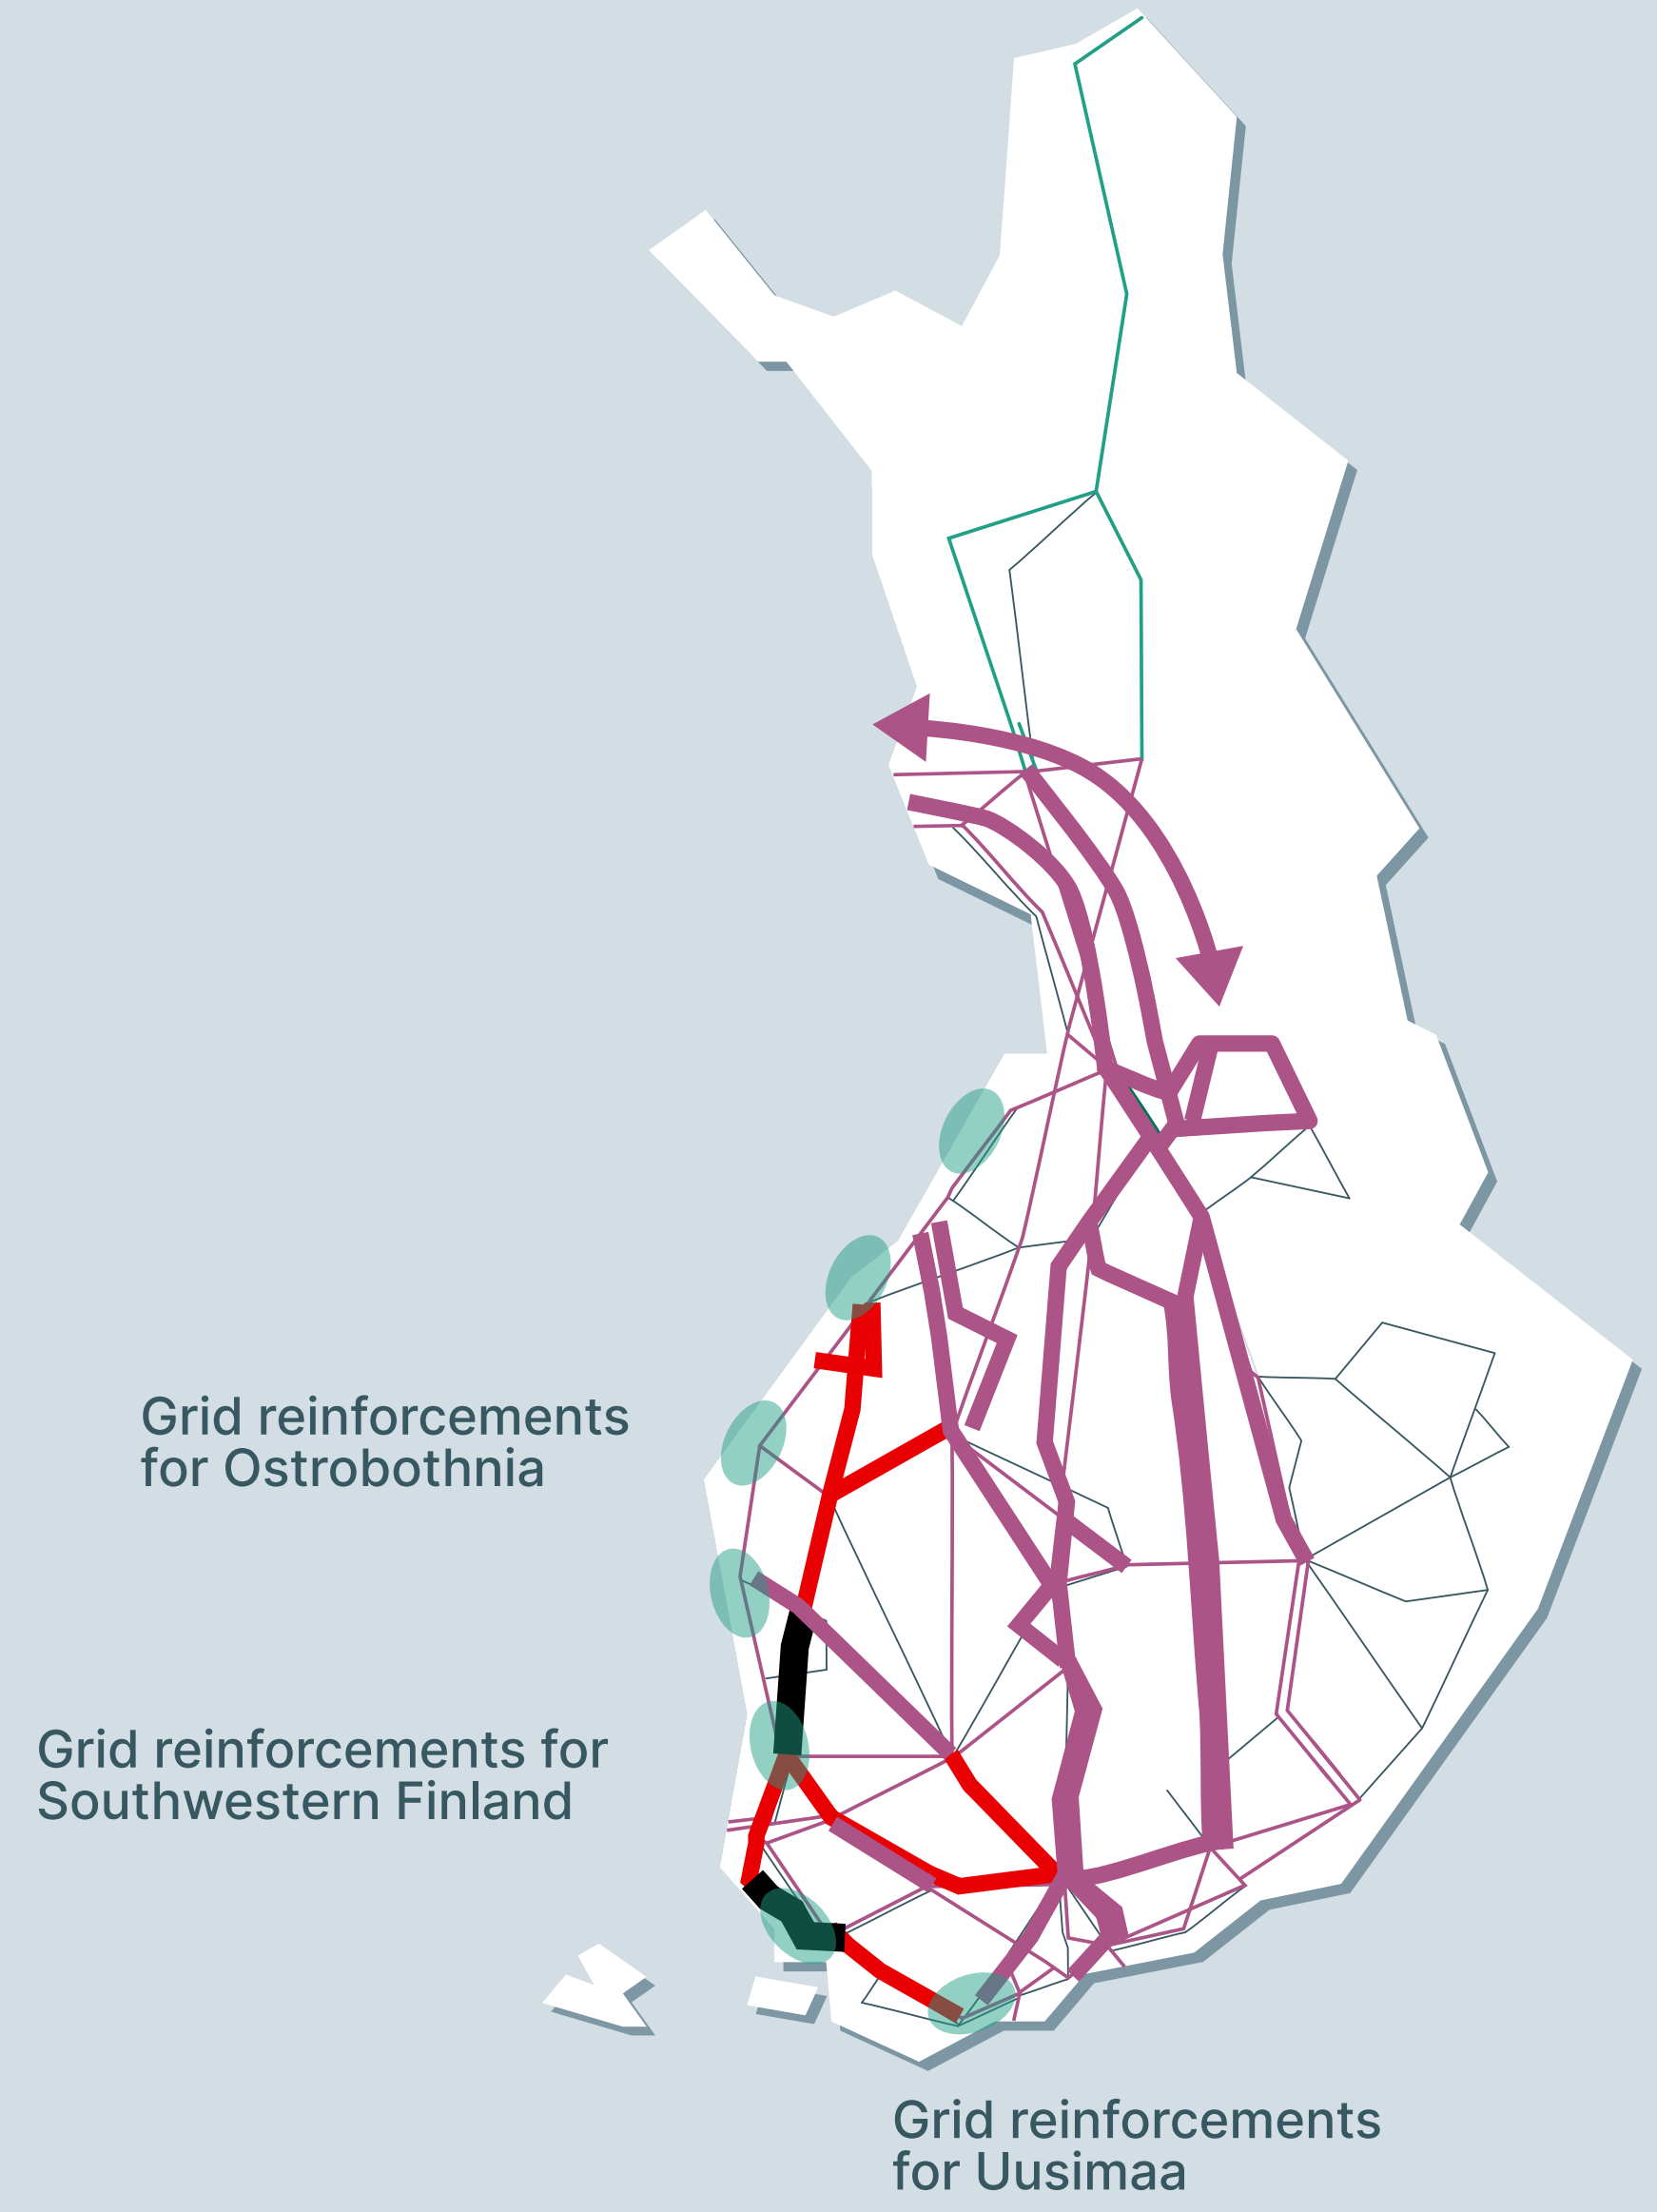 Grid reinforcements
for Ostrobothnia
Grid reinforcements for
Southwestern Finland
Grid reinforcements
for Uusimaa